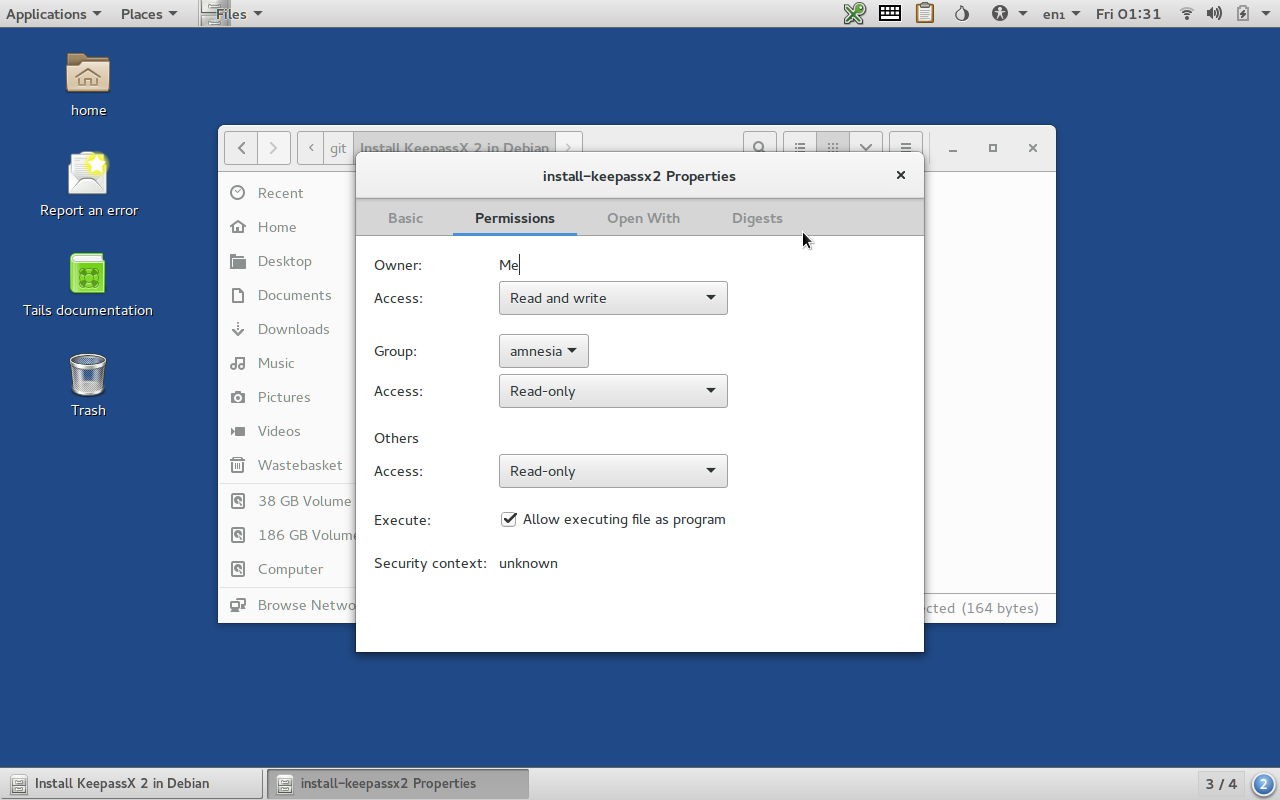 Applications Places Files en₁ Fri 01:31
home
Report an error
Tails documentation
Trash
git Install KeepassX 2 in Debian
Recent
Home
Desktop
Documents
Downloads
Music
Pictures
Videos
Wastebasket
38 GB Volume
186 GB Volume
Computer
Browse Netwo
install-keepassx2 Properties
Basic Permissions Open With Digests
Owner: Me
Access: Read and write
Group: amnesia
Access: Read-only
Others
Access: Read-only
Execute: Allow executing file as program
Security context: unknown
cted (164 bytes)
Install KeepassX 2 in Debian install-keepassx2 Properties 3 / 4 2